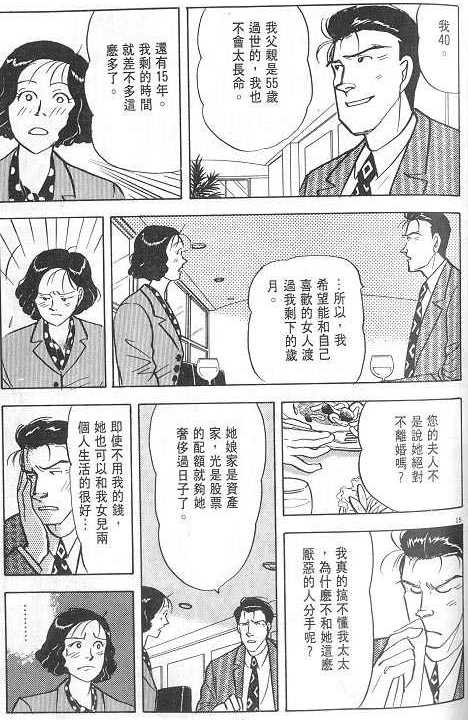 我40。
我父親是55歲
過世的，我也
不會太長命。
還有15年。
我剩的時間
就差不多這
麽多了。
…所以，我
希望能和自己
喜歡的女人渡
過我剩下的歲
月。
您的夫人不
是說她絕對
不離婚嗎？
15
我真的搞不懂我太太
，為什麽不和她這麽
厭惡的人分手呢？
她娘家是資產
家，光是股票
的配額就夠她
奢侈過日子了。
即使不用我的錢，
她也可以和我女兒兩
個人生活的很好…
………